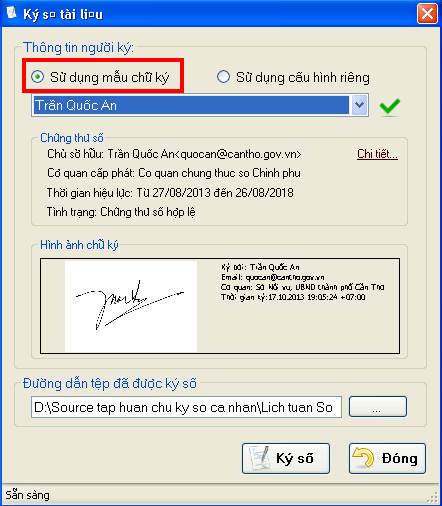 Ký số tài liệu
Thông tin người ký:
Sử dụng mẫu chữ ký
Sử dụng cấu hình riêng
Trần Quốc An
Chứng thư số
Chủ sở hữu: Trần Quốc An<quocan@cantho.gov.vn>
Chi tiết...
Cơ quan cấp phát: Co quan chung thuc so Chinh phu
Thời gian hiệu lực: Từ 27/08/2013 đến 26/08/2018
Tình trạng: Chứng thư số hợp lệ
Hình ảnh chữ ký
Ký bởi: Trần Quốc An
Email: quocan@cantho.gov.vn
Cơ quan: Sở Nội vụ, UBND thành phố Cần Thơ
Thời gian ký:17.10.2013 19:05:24 +07:00
Đường dẫn tệp đã được ký số
D:\Source tap huan chu ky so ca nhan\Lich tuan So
...
Ký số
Đóng
Sẵn sàng